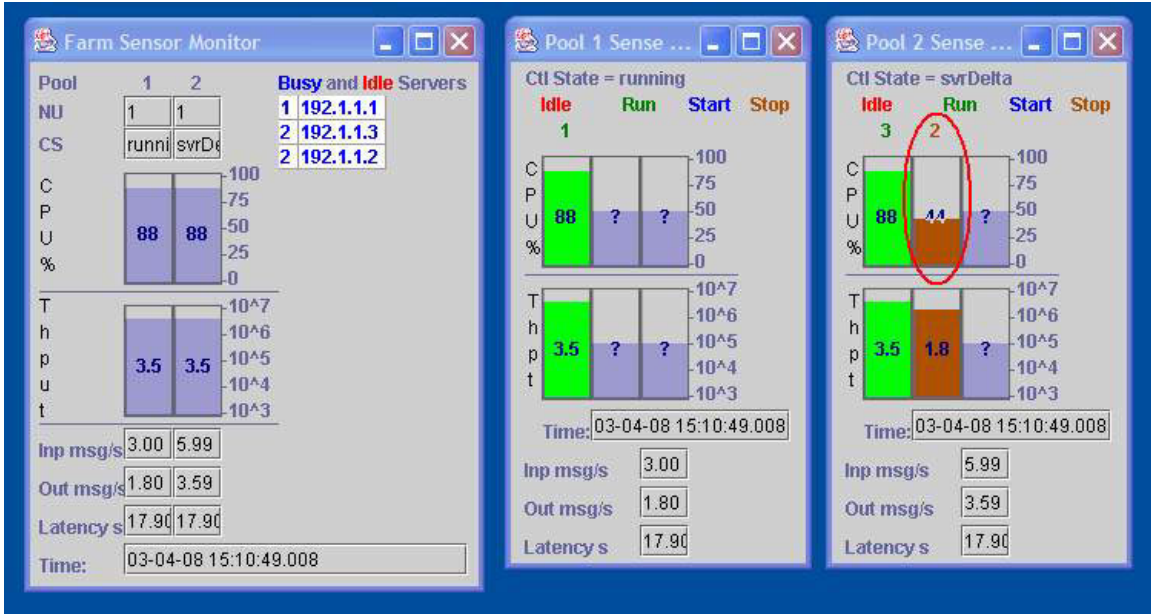 Farm Sensor Monitor
Pool 1 2
Busy and Idle Servers
NU 1 1
1 192.1.1.1
2 192.1.1.3
CS runni svrDe
2 192.1.1.2
CPU%
100
75
50
25
0
88 88
Thput
10^7
10^6
10^5
10^4
10^3
3.5 3.5
Inp msg/s 3.00 5.99
Out msg/s 1.80 3.59
Latency s 17.90 17.90
Time: 03-04-08 15:10:49.008
Pool 1 Sense ...
Ctl State = running
Idle Run Start Stop
1
CPU%
88 ? ?
100
75
50
25
0
Thpt
3.5 ? ?
10^7
10^6
10^5
10^4
10^3
Time: 03-04-08 15:10:49.008
Inp msg/s 3.00
Out msg/s 1.80
Latency s 17.90
Pool 2 Sense ...
Ctl State = svrDelta
Idle Run Start Stop
3 2
CPU%
88 44 ?
100
75
50
25
0
Thpt
3.5 1.8 ?
10^7
10^6
10^5
10^4
10^3
Time: 03-04-08 15:10:49.008
Inp msg/s 5.99
Out msg/s 3.59
Latency s 17.90